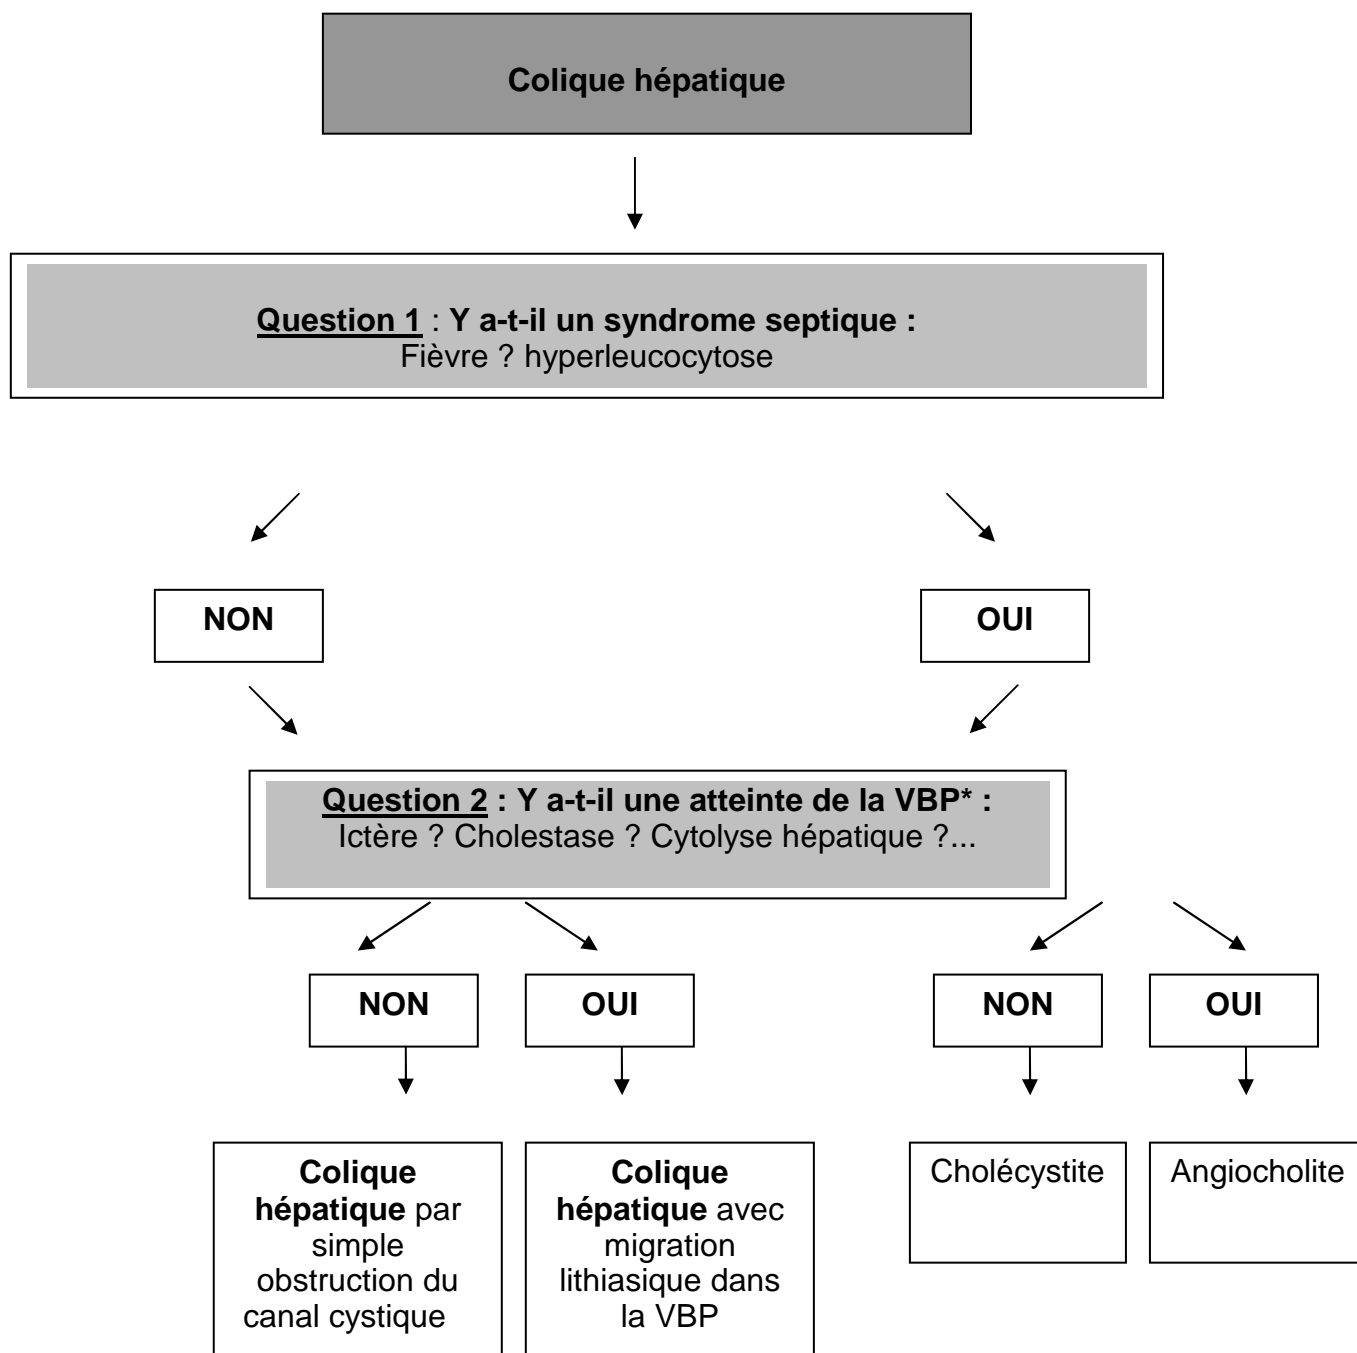 Colique hépatique
Question 1 : Y a-t-il un syndrome septique :
Fièvre ? hyperleucocytose
NON
OUI
Question 2 : Y a-t-il une atteinte de la VBP* :
Ictère ? Cholestase ? Cytolyse hépatique ?...
NON
OUI
NON
OUI
Colique
hépatique par
simple
obstruction du
canal cystique
Colique
hépatique avec
migration
lithiasique dans
la VBP
Cholécystite
Angiocholite